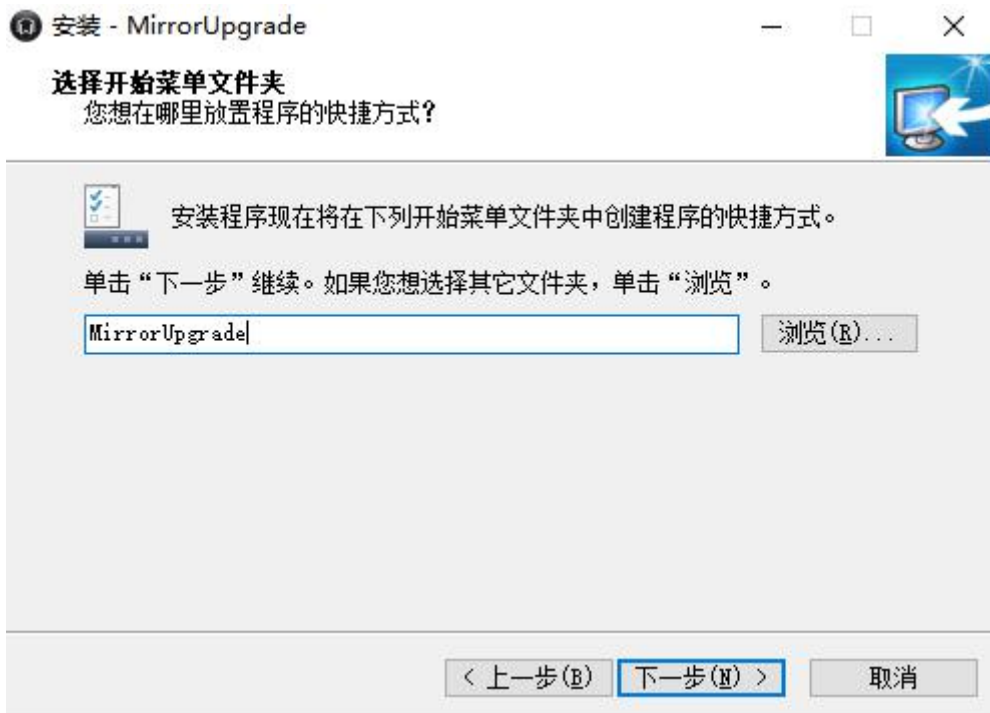 安装 - MirrorUpgrade
选择开始菜单文件夹
您想在哪里放置程序的快捷方式?
安装程序现在将在下列开始菜单文件夹中创建程序的快捷方式。
单击“下一步”继续。如果您想选择其它文件夹，单击“浏览”。
MirrorUpgrade
浏览(R)...
< 上一步(B)
下一步(N) >
取消